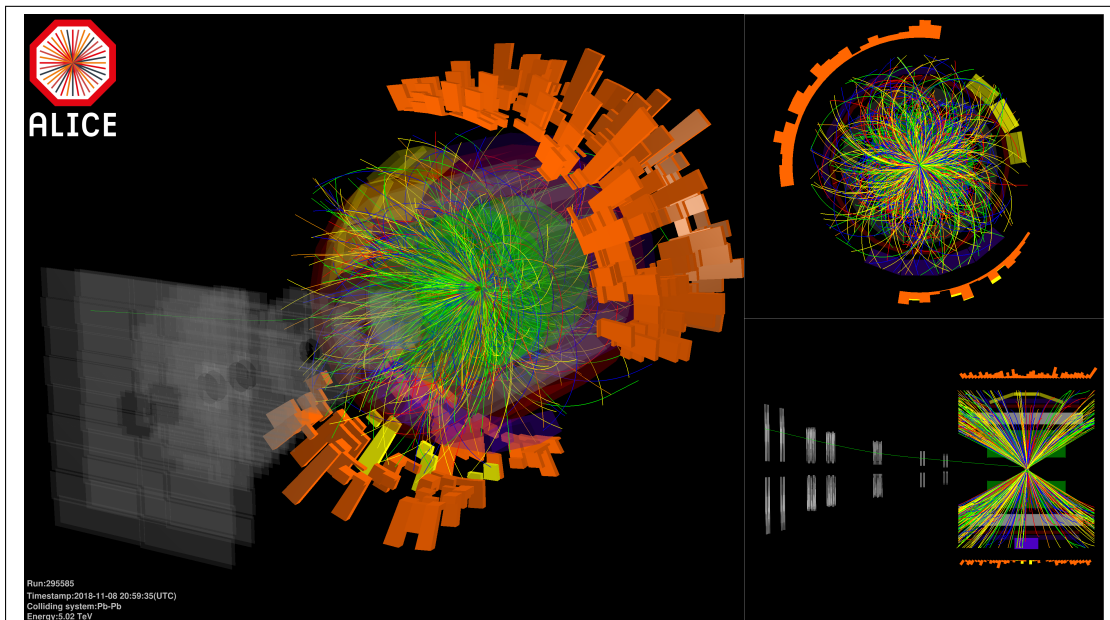 ALICE
Run:295585
Timestamp:2018-11-08 20:59:35(UTC)
Colliding system:Pb-Pb
Energy:5.02 TeV